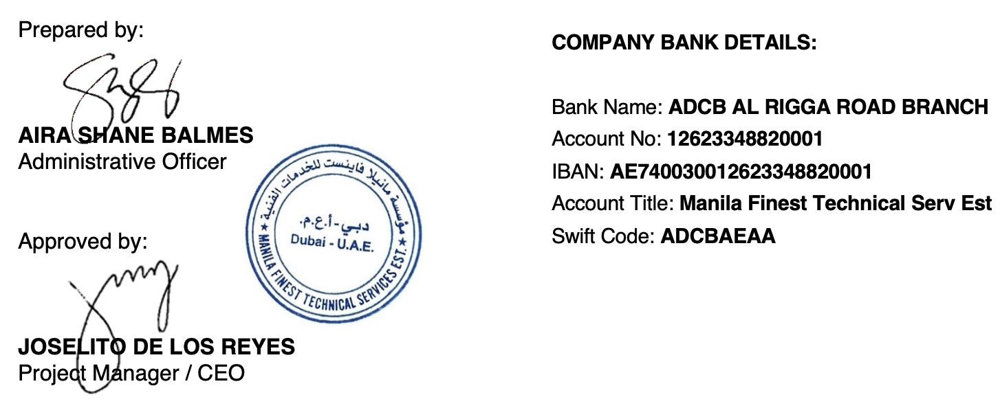 Prepared by:
AIRA SHANE BALMES
Administrative Officer
مؤسسة مانيلا فاينست للخدمات الفنية
دبي - أ.ع.م.
Dubai - U.A.E.
★ MANILA FINEST TECHNICAL SERVICES EST. ★
Approved by:
JOSELITO DE LOS REYES
Project Manager / CEO
COMPANY BANK DETAILS:
Bank Name: ADCB AL RIGGA ROAD BRANCH
Account No: 12623348820001
IBAN: AE740030012623348820001
Account Title: Manila Finest Technical Serv Est
Swift Code: ADCBAEAA